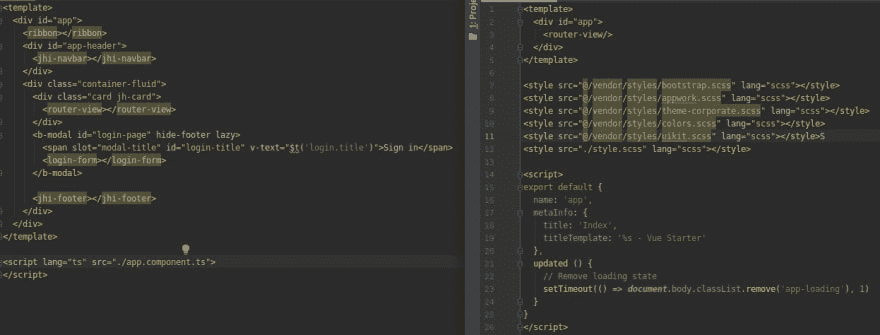 <template>
<div id="app">
<ribbon></ribbon>
<div id="app-header">
<jhi-navbar></jhi-navbar>
</div>
<div class="container-fluid">
<div class="card jh-card">
<router-view></router-view>
</div>
<b-modal id="login-page" hide-footer lazy>
<span slot="modal-title" id="login-title" v-text="$t('login.title')">Sign in</span>
<login-form></login-form>
</b-modal>
<jhi-footer></jhi-footer>
</div>
</div>
</template>
<script lang="ts" src="./app.component.ts">
</script>
1: Proje
1 <template>
2 <div id="app">
3 <router-view/>
4 </div>
5 </template>
6
7 <style src="@/vendor/styles/bootstrap.scss" lang="scss"></style>
8 <style src="@/vendor/styles/appwork.scss" lang="scss"></style>
9 <style src="@/vendor/styles/theme-corporate.scss" lang="scss"></style>
10 <style src="@/vendor/styles/colors.scss" lang="scss"></style>
11 <style src="@/vendor/styles/uikit.scss" lang="scss"></style>S
12 <style src="./style.scss" lang="scss"></style>
13
14 <script>
15 export default {
16 name: 'app',
17 metaInfo: {
18 title: 'Index',
19 titleTemplate: '%s - Vue Starter'
20 },
21 updated () {
22 // Remove loading state
23 setTimeout(() => document.body.classList.remove('app-loading'), 1)
24 }
25 }
26 </script>